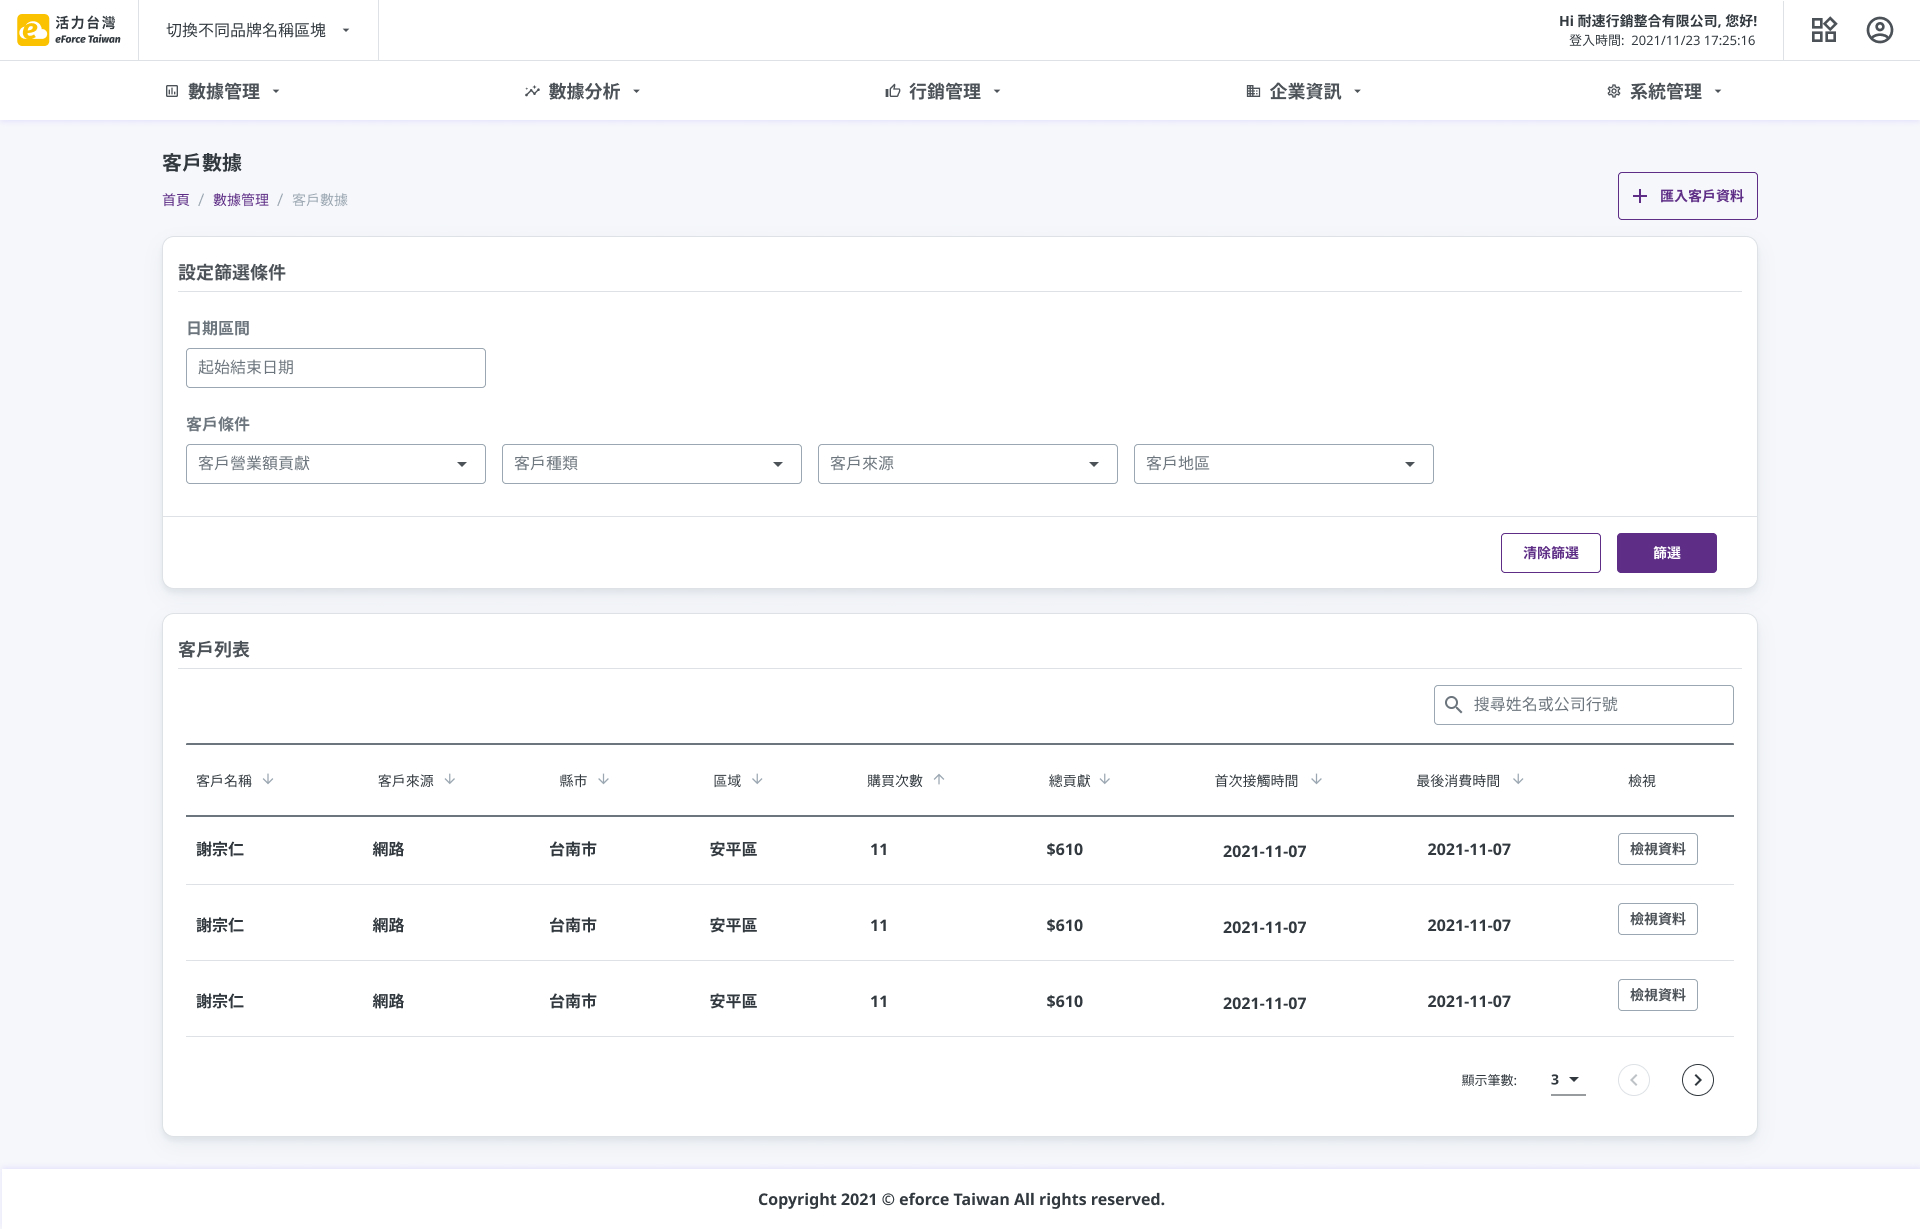 活力台灣
eForce Taiwan
切換不同品牌名稱區塊
Hi 耐速行銷整合有限公司, 您好!
登入時間: 2021/11/23 17:25:16
數據管理
數據分析
行銷管理
企業資訊
系統管理
客戶數據
首頁 / 數據管理 / 客戶數據
匯入客戶資料
設定篩選條件
日期區間
起始結束日期
客戶條件
客戶營業額貢獻
客戶種類
客戶來源
客戶地區
清除篩選
篩選
客戶列表
搜尋姓名或公司行號
客戶名稱 客戶來源 縣市 區域 購買次數 總貢獻 首次接觸時間 最後消費時間 檢視
謝宗仁 網路 台南市 安平區 11 $610 2021-11-07 2021-11-07 檢視資料
謝宗仁 網路 台南市 安平區 11 $610 2021-11-07 2021-11-07 檢視資料
謝宗仁 網路 台南市 安平區 11 $610 2021-11-07 2021-11-07 檢視資料
顯示筆數: 3
Copyright 2021 © eforce Taiwan All rights reserved.